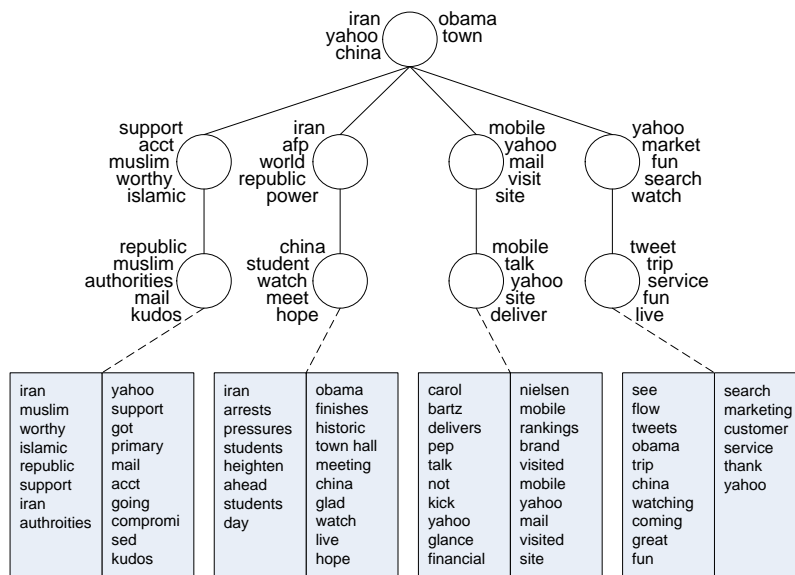 iran
yahoo
china
obama
town
support
acct
muslim
worthy
islamic
iran
afp
world
republic
power
mobile
yahoo
mail
visit
site
yahoo
market
fun
search
watch
republic
muslim
authorities
mail
kudos
china
student
watch
meet
hope
mobile
talk
yahoo
site
deliver
tweet
trip
service
fun
live
iran
muslim
worthy
islamic
republic
support
iran
authroities
yahoo
support
got
primary
mail
acct
going
compromi
sed
kudos
iran
arrests
pressures
students
heighten
ahead
students
day
obama
finishes
historic
town hall
meeting
china
glad
watch
live
hope
carol
bartz
delivers
pep
talk
not
kick
yahoo
glance
financial
nielsen
mobile
rankings
brand
visited
mobile
yahoo
mail
visited
site
see
flow
tweets
obama
trip
china
watching
coming
great
fun
search
marketing
customer
service
thank
yahoo